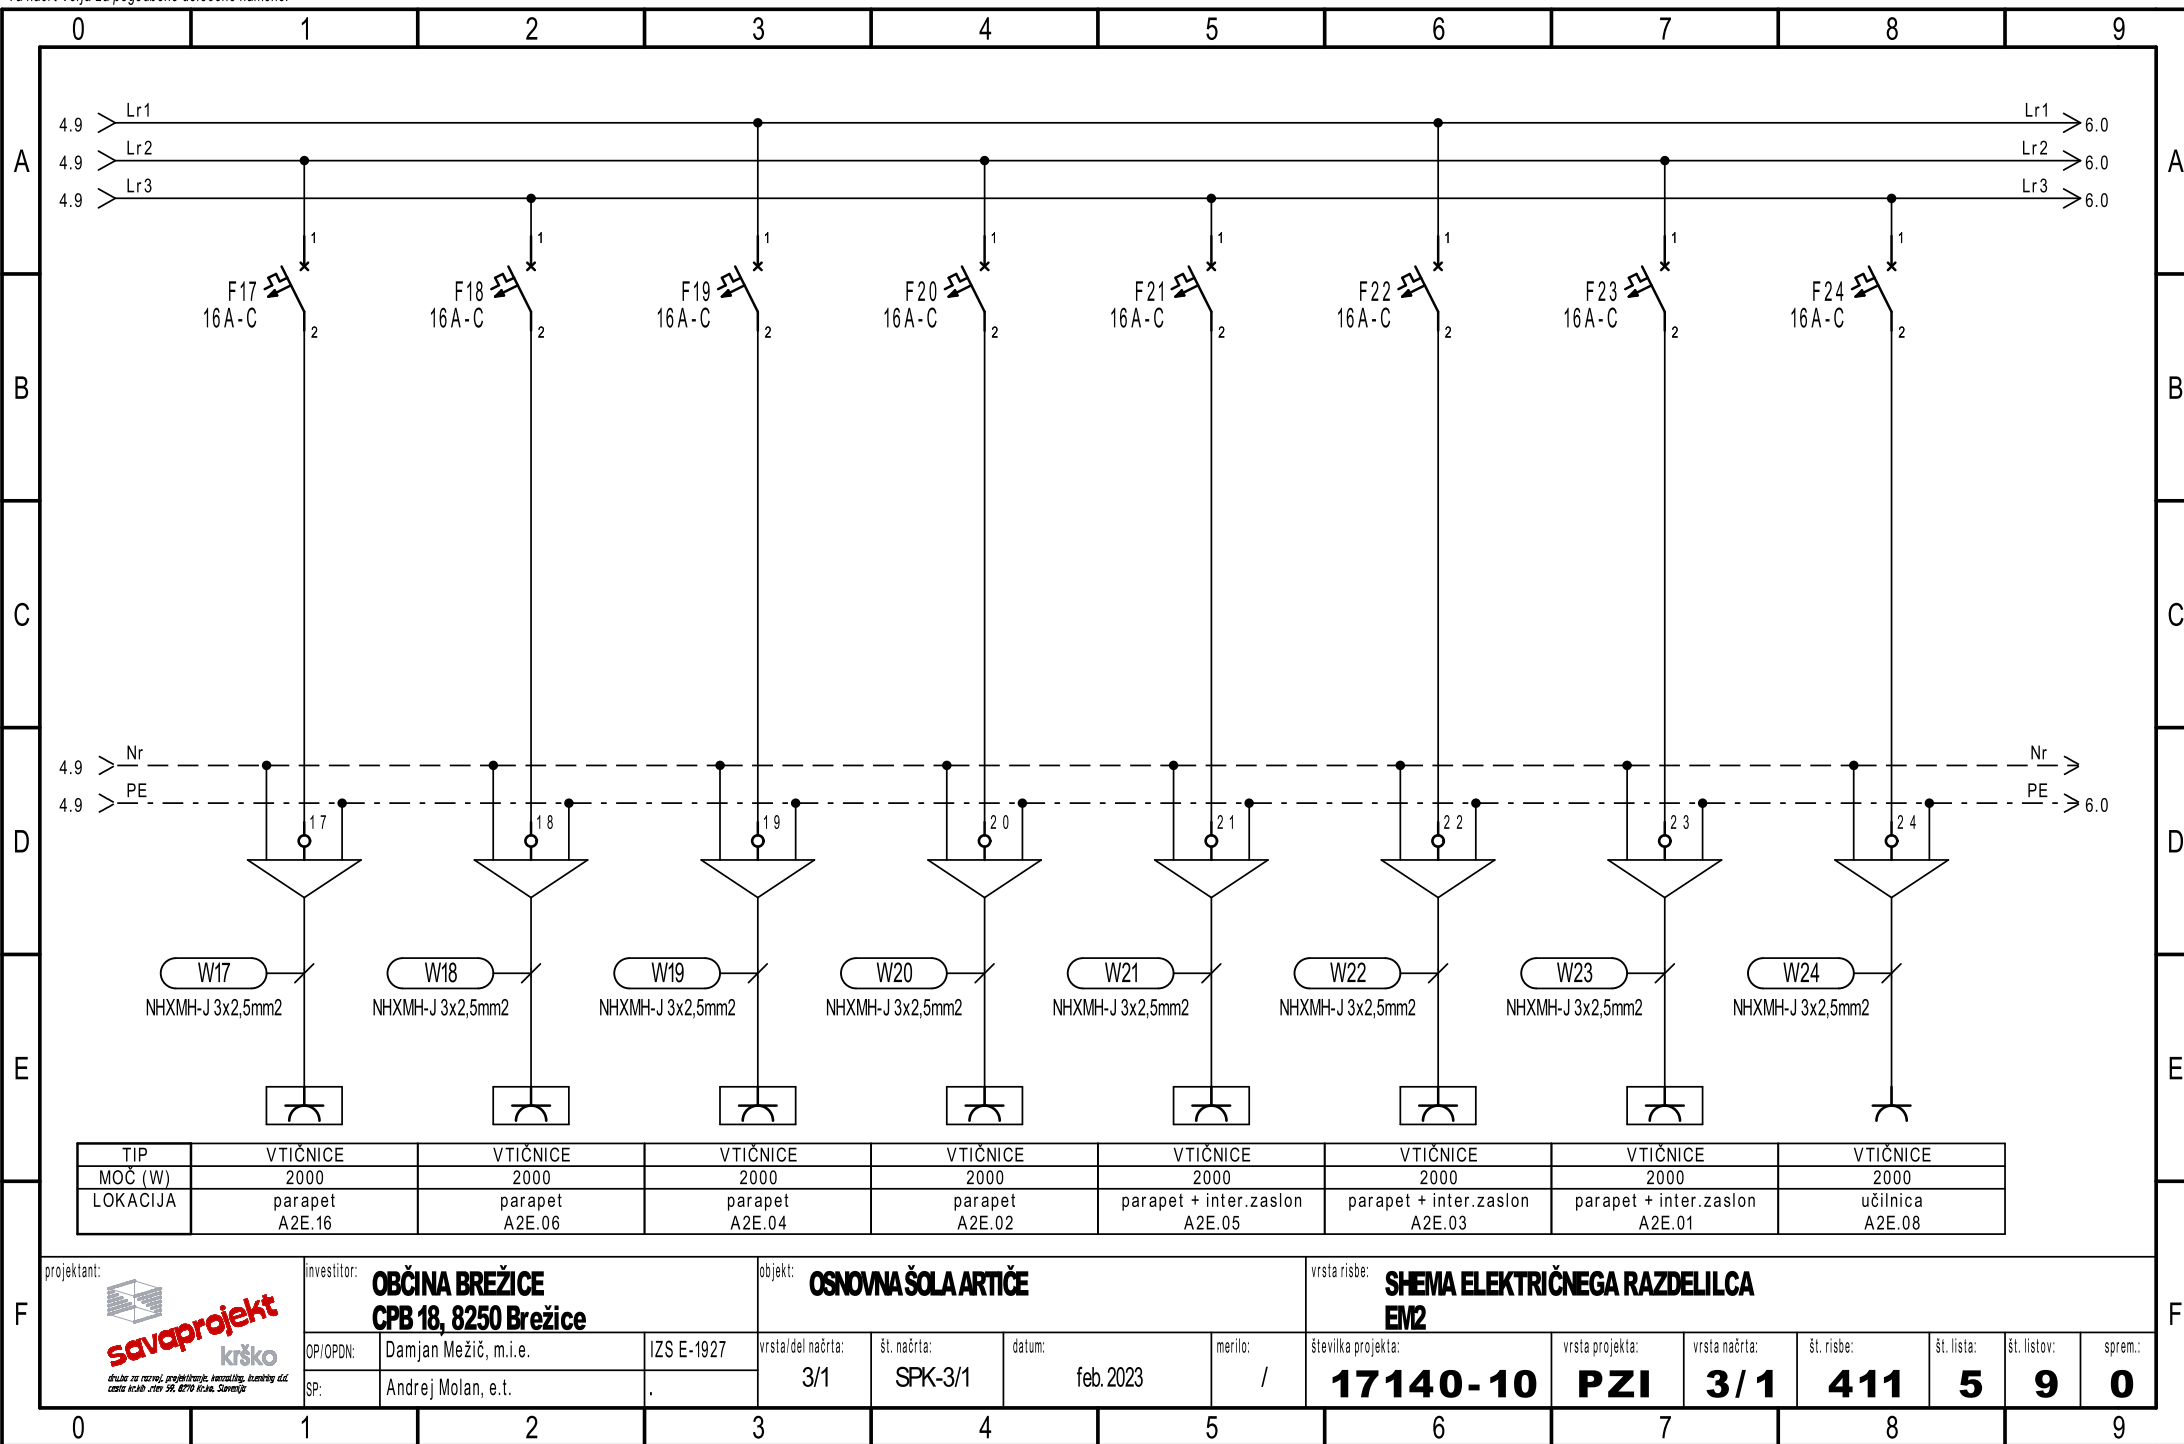 0 1 2 3 4 5 6 7 8 9
4.9 Lr1 Lr1 6.0
A 4.9 Lr2 Lr2 6.0 A
4.9 Lr3 Lr3 6.0
1 1 1 1 1 1 1 1
F17 F18 F19 F20 F21 F22 F23 F24
16A-C 16A-C 16A-C 16A-C 16A-C 16A-C 16A-C 16A-C
2 2 2 2 2 2 2 2
B B
C C
4.9 Nr Nr
4.9 PE PE 6.0
17 18 19 20 21 22 23 24
D D
W17 W18 W19 W20 W21 W22 W23 W24
NHXMH-J 3x2,5mm2 NHXMH-J 3x2,5mm2 NHXMH-J 3x2,5mm2 NHXMH-J 3x2,5mm2 NHXMH-J 3x2,5mm2 NHXMH-J 3x2,5mm2 NHXMH-J 3x2,5mm2 NHXMH-J 3x2,5mm2
E E
TIP VTIČNICE VTIČNICE VTIČNICE VTIČNICE VTIČNICE VTIČNICE VTIČNICE VTIČNICE
MOČ (W) 2000 2000 2000 2000 2000 2000 2000 2000
LOKACIJA parapet parapet parapet parapet parapet + inter.zaslon parapet + inter.zaslon parapet + inter.zaslon učilnica
A2E.16 A2E.06 A2E.04 A2E.02 A2E.05 A2E.03 A2E.01 A2E.08
F F
projektant:
savaprojekt
krško
investitor: OBČINA BREŽICE
CPB 18, 8250 Brežice
objekt: OSNOVNA ŠOLA ARTIČE
vrsta risbe: SHEMA ELEKTRIČNEGA RAZDELILCA
EM2
OP/OPDN: Damjan Mežič, m.i.e. IZS E-1927
SP: Andrej Molan, e.t. .
vrsta/del načrta: št. načrta: datum: merilo: številka projekta: vrsta projekta: vrsta načrta: št. risbe: št. lista: št. listov: sprem.:
3/1 SPK-3/1 feb. 2023 / 17140-10 PZI 3/1 411 5 9 0
0 1 2 3 4 5 6 7 8 9